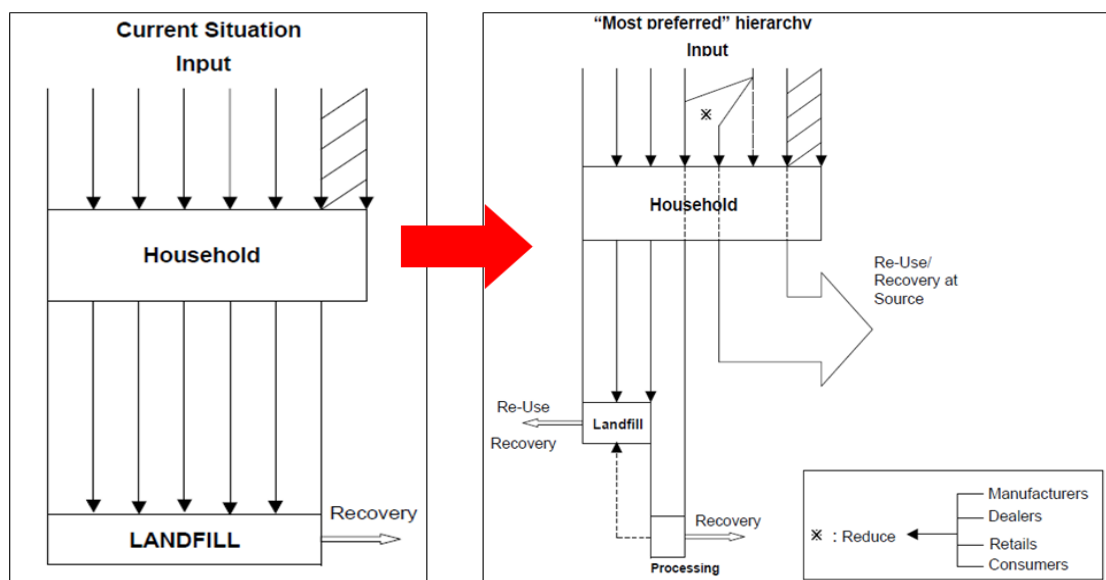 Current Situation
Input
Household
LANDFILL
Recovery
“Most preferred” hierarchy
Input
※
Household
Re-Use/
Recovery at
Source
Re-Use
Recovery
Landfill
Recovery
Processing
※ : Reduce
Manufacturers
Dealers
Retails
Consumers